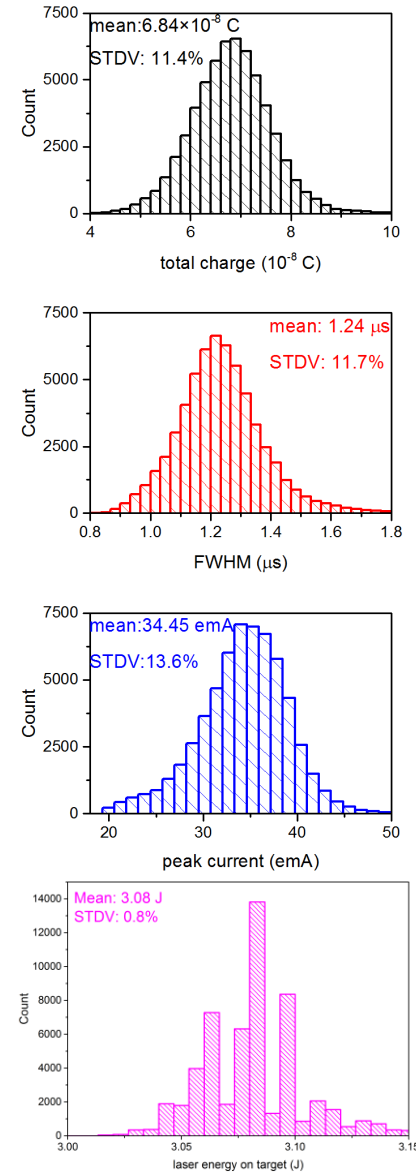 mean:6.84×10⁻⁸ C
STDV: 11.4%
7500
5000
2500
0
Count
4 6 8 10
total charge (10⁻⁸ C)
7500
5000
2500
0
Count
mean: 1.24 µs
STDV: 11.7%
0.8 1.0 1.2 1.4 1.6 1.8
FWHM (µs)
7500
5000
2500
0
Count
mean:34.45 emA
STDV:13.6%
20 30 40 50
peak current (emA)
14000
12000
10000
8000
6000
4000
2000
0
Count
Mean: 3.08 J
STDV: 0.8%
3.00 3.05 3.10 3.15
laser energy on target (J)